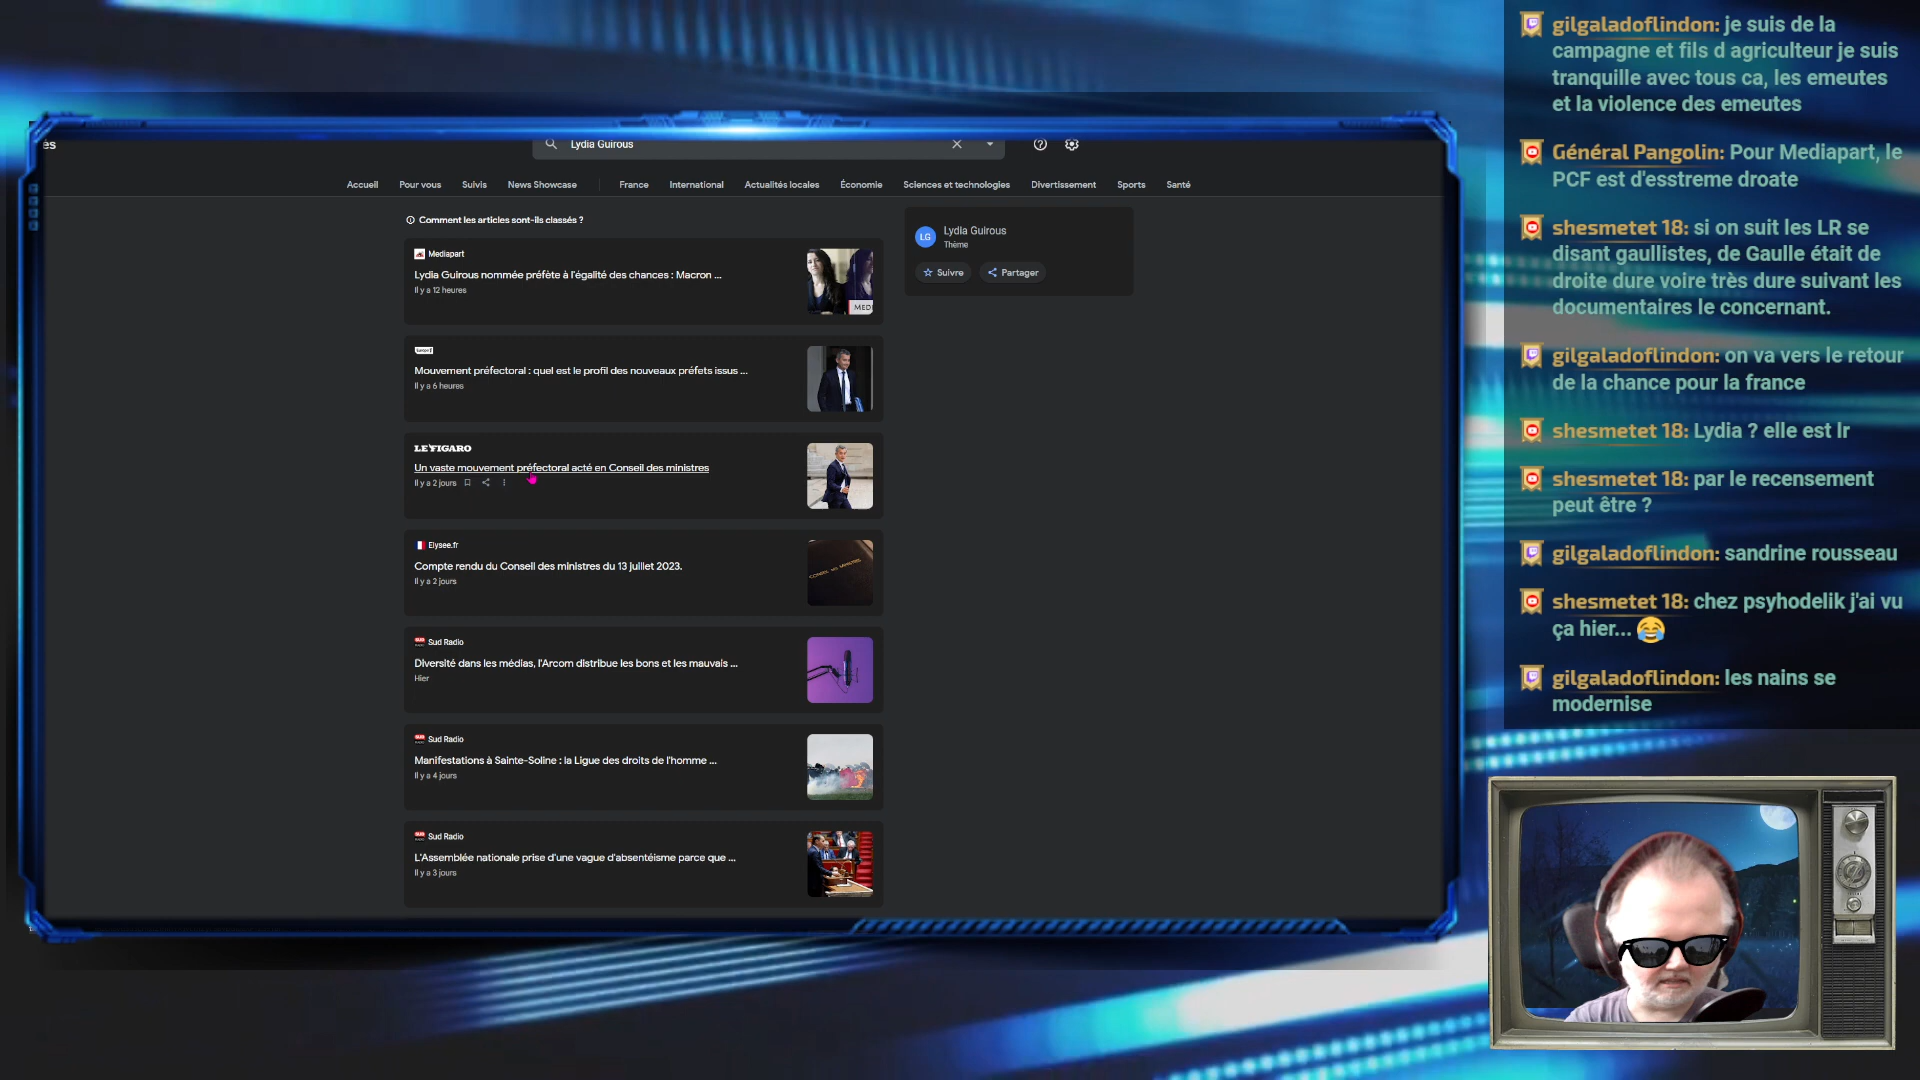 és
Lydia Guirous
Accueil Pour vous Suivis News Showcase France International Actualités locales Économie Sciences et technologies Divertissement Sports Santé
Comment les articles sont-ils classés ?
Mediapart
Lydia Guirous nommée préfète à l'égalité des chances : Macron ...
Il y a 12 heures
MED
Europe 1
Mouvement préfectoral : quel est le profil des nouveaux préfets issus ...
Il y a 6 heures
LE FIGARO
Un vaste mouvement préfectoral acté en Conseil des ministres
Il y a 2 jours
Elysee.fr
Compte rendu du Conseil des ministres du 13 juillet 2023.
Il y a 2 jours
CONSEIL DES MINISTRES
Sud Radio
Diversité dans les médias, l'Arcom distribue les bons et les mauvais ...
Hier
Sud Radio
Manifestations à Sainte-Soline : la Ligue des droits de l'homme ...
Il y a 4 jours
Sud Radio
L'Assemblée nationale prise d'une vague d'absentéisme parce que ...
Il y a 3 jours
LG
Lydia Guirous
Thème
Suivre Partager
gilgaladoflindon: je suis de la
campagne et fils d agriculteur je suis
tranquille avec tous ca, les emeutes
et la violence des emeutes
Général Pangolin: Pour Mediapart, le
PCF est d'esstreme droate
shesmetet 18: si on suit les LR se
disant gaullistes, de Gaulle était de
droite dure voire très dure suivant les
documentaires le concernant.
gilgaladoflindon: on va vers le retour
de la chance pour la france
shesmetet 18: Lydia ? elle est lr
shesmetet 18: par le recensement
peut être ?
gilgaladoflindon: sandrine rousseau
shesmetet 18: chez psyhodelik j'ai vu
ça hier... 😂
gilgaladoflindon: les nains se
modernise